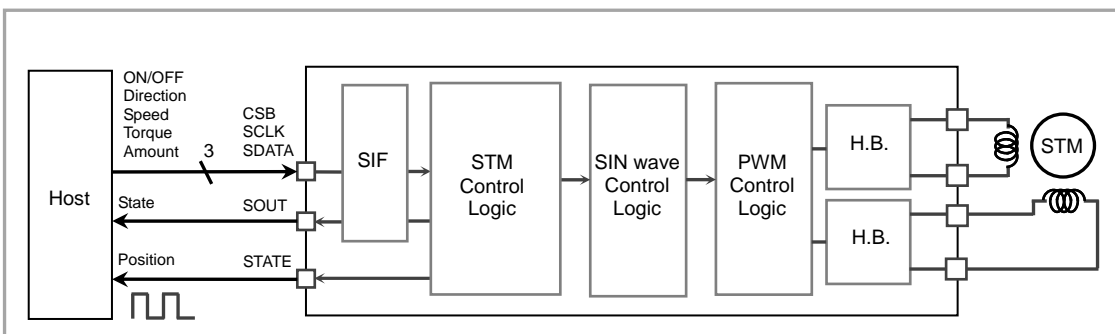 ON/OFF
Direction
Speed
Torque
Amount
3
CSB
SCLK
SDATA
Host
State
SOUT
Position
STATE
SIF
STM
Control
Logic
SIN wave
Control
Logic
PWM
Control
Logic
H.B.
H.B.
STM